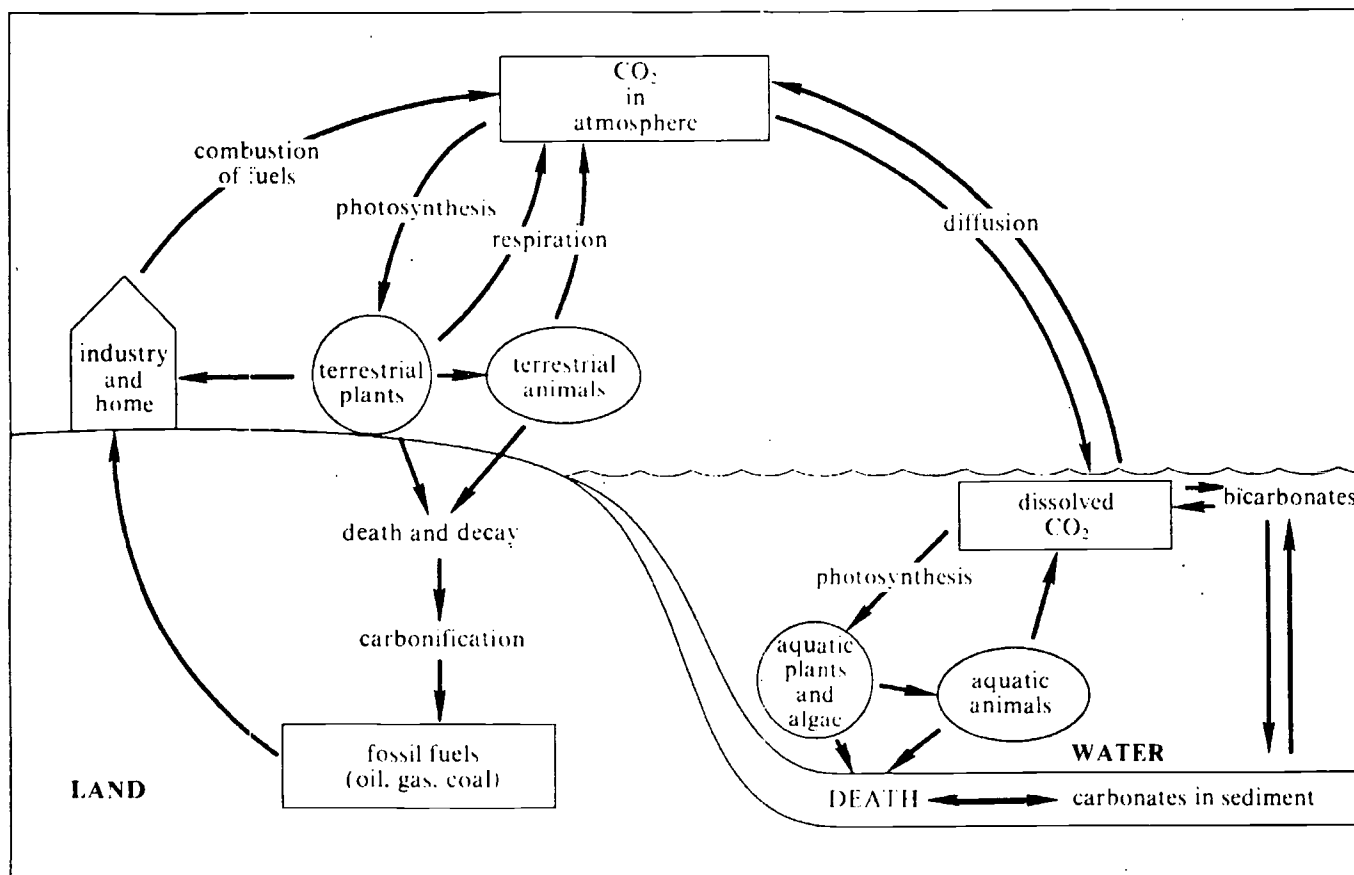 CO₂
in
atmosphere
combustion
of fuels
photosynthesis
respiration
diffusion
industry
and
home
terrestrial
plants
terrestrial
animals
death and decay
carbonification
fossil fuels
(oil, gas, coal)
LAND
dissolved
CO₂
bicarbonates
photosynthesis
aquatic
plants
and
algae
aquatic
animals
WATER
DEATH
carbonates in sediment